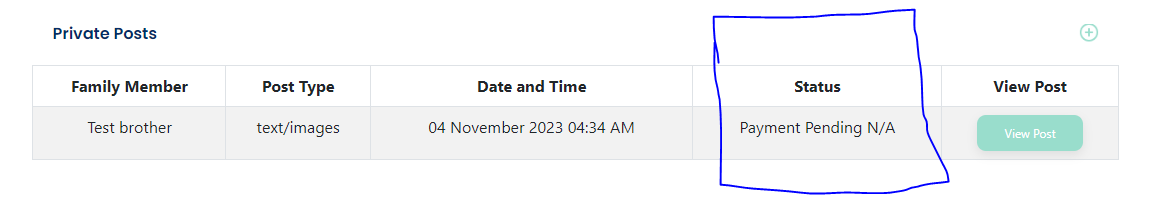 Private Posts
Family Member Post Type Date and Time Status View Post
Test brother text/images 04 November 2023 04:34 AM Payment Pending N/A View Post